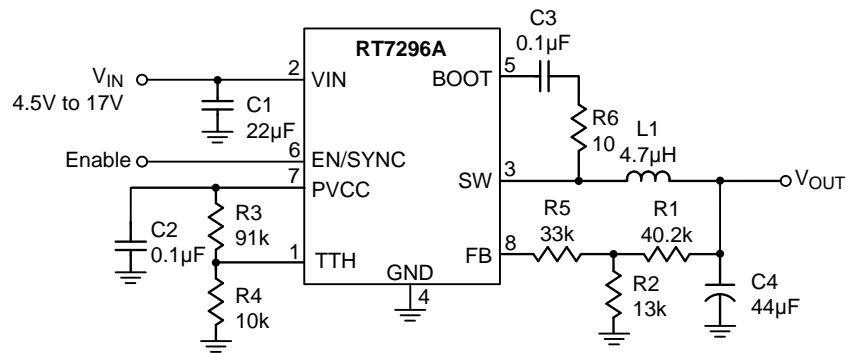 C3
0.1µF
RT7296A
V_IN
4.5V to 17V
2
VIN
BOOT
5
C1
22µF
R6
10
L1
4.7µH
Enable
6
EN/SYNC
SW
3
V_OUT
7
PVCC
R5
33k
R1
40.2k
C2
0.1µF
R3
91k
1
TTH
FB
8
GND
4
R4
10k
R2
13k
C4
44µF